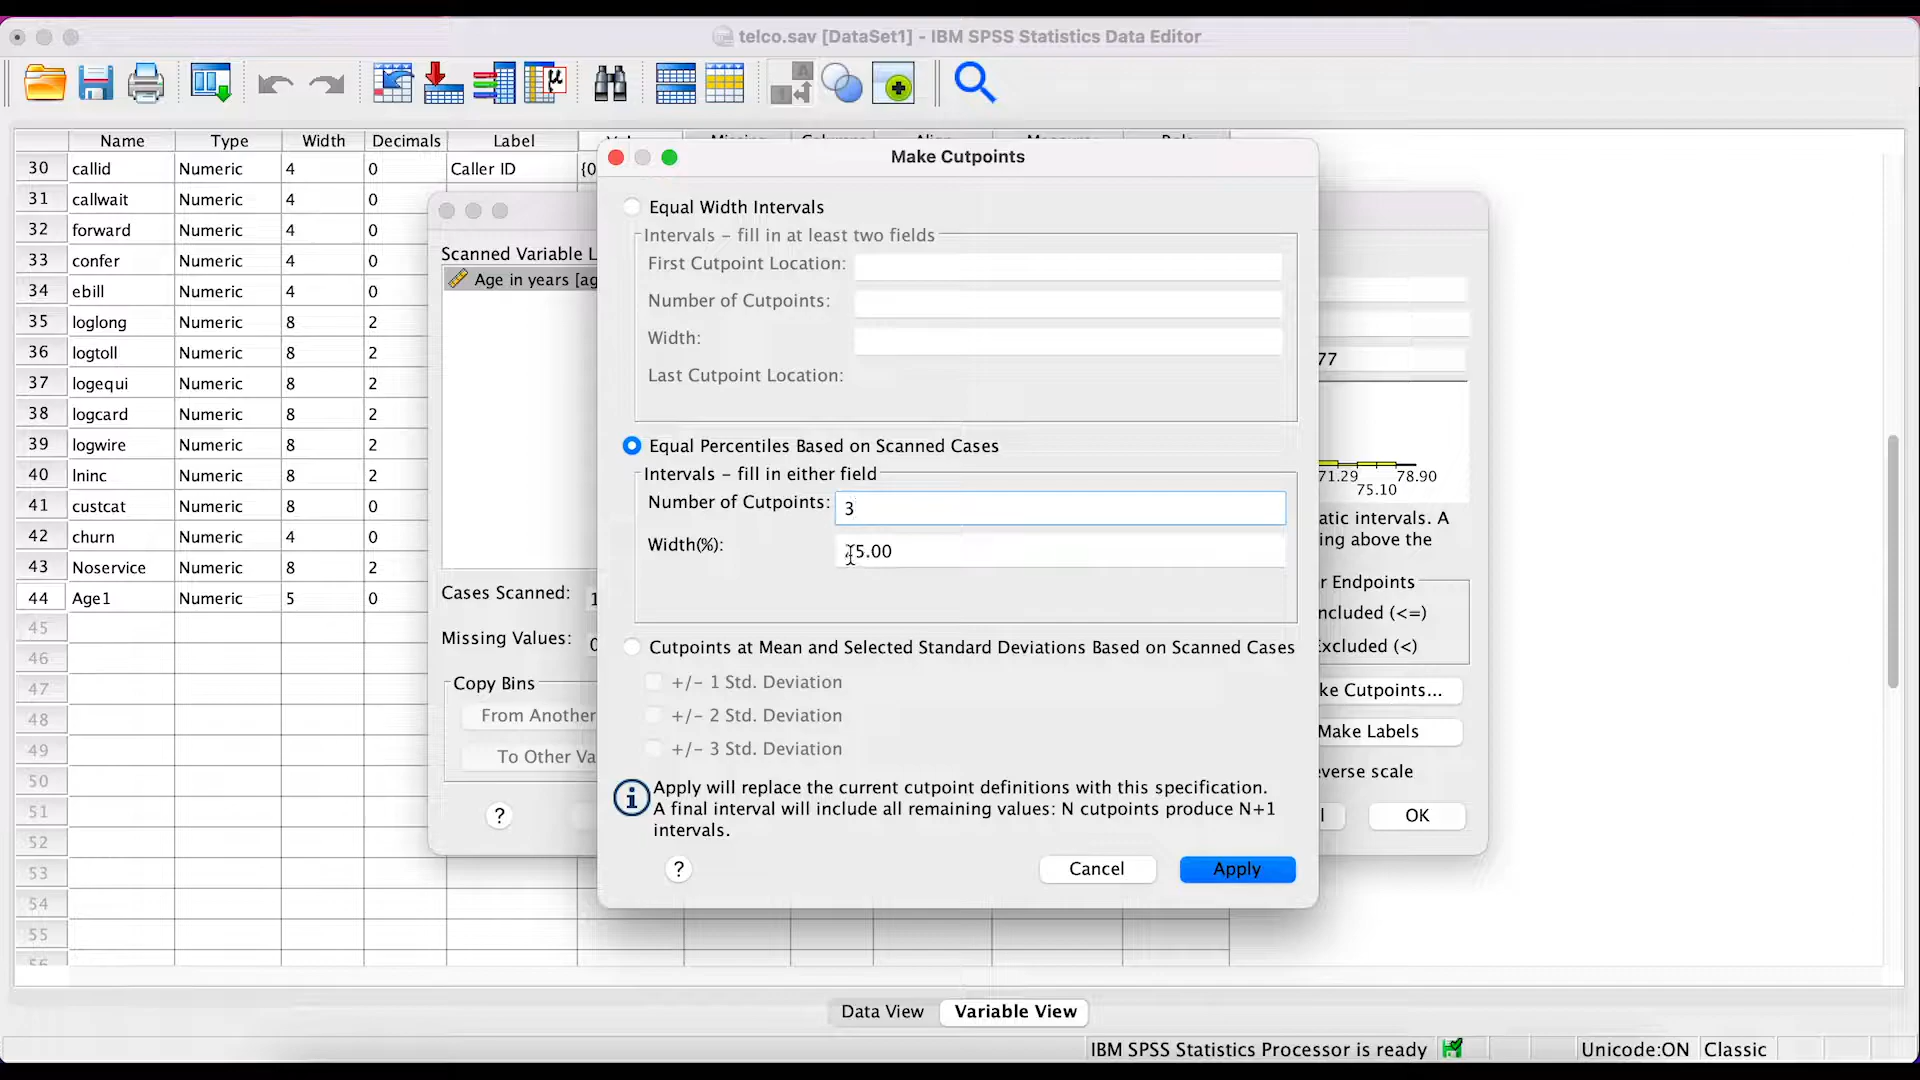 telco.sav [DataSet1] - IBM SPSS Statistics Data Editor
Name Type Width Decimals Label
30 callid Numeric 4 0 Caller ID {0
31 callwait Numeric 4 0
32 forward Numeric 4 0
33 confer Numeric 4 0
34 ebill Numeric 4 0
35 loglong Numeric 8 2
36 logtoll Numeric 8 2
37 logequi Numeric 8 2
38 logcard Numeric 8 2
39 logwire Numeric 8 2
40 lninc Numeric 8 2
41 custcat Numeric 8 0
42 churn Numeric 4 0
43 Noservice Numeric 8 2
44 Age1 Numeric 5 0
45
46
47
48
49
50
51
52
53
54
55
Scanned Variable L
Age in years [ag
Cases Scanned: 1
Missing Values: 0
Copy Bins
From Another
To Other Va
?
Make Cutpoints
Equal Width Intervals
Intervals - fill in at least two fields
First Cutpoint Location:
Number of Cutpoints:
Width:
Last Cutpoint Location:
Equal Percentiles Based on Scanned Cases
Intervals - fill in either field
Number of Cutpoints: 3
Width(%): 5.00
Cutpoints at Mean and Selected Standard Deviations Based on Scanned Cases
+/- 1 Std. Deviation
+/- 2 Std. Deviation
+/- 3 Std. Deviation
Apply will replace the current cutpoint definitions with this specification.
A final interval will include all remaining values: N cutpoints produce N+1
intervals.
?
Cancel
Apply
77
71.29 78.90
75.10
atic intervals. A
ing above the
r Endpoints
ncluded (<=)
xcluded (<)
ke Cutpoints...
Make Labels
everse scale
OK
Data View
Variable View
IBM SPSS Statistics Processor is ready
Unicode:ON
Classic